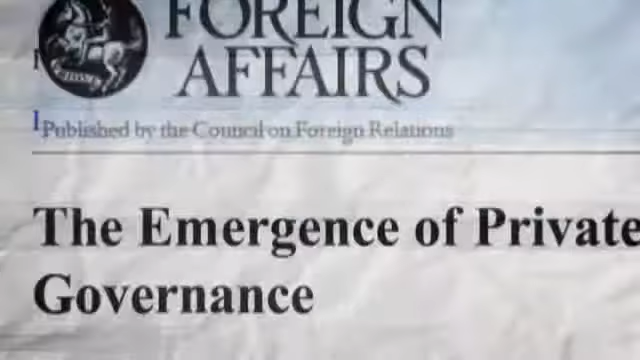 FOREIGN
AFFAIRS
Published by the Council on Foreign Relations
The Emergence of Private
Governance